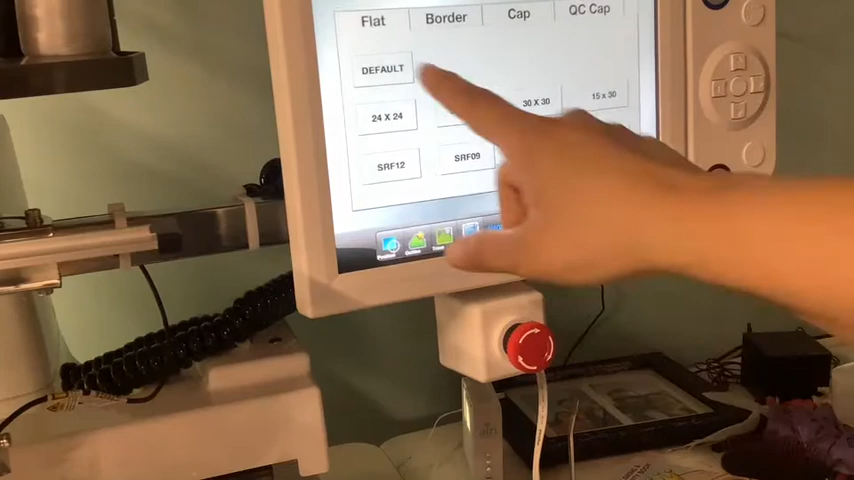 Flat Border Cap QC Cap
DEFAULT
24 X 24 30 X 30 15 x 30
SRF12 SRF09